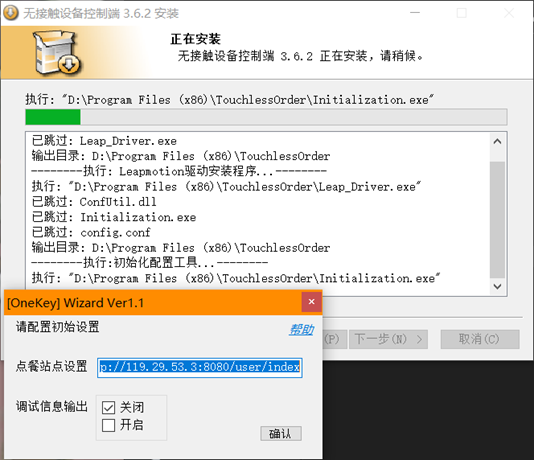 无接触设备控制端 3.6.2 安装
正在安装
无接触设备控制端 3.6.2 正在安装，请稍候。
执行: "D:\Program Files (x86)\TouchlessOrder\Initialization.exe"
已跳过: Leap_Driver.exe
输出目录: D:\Program Files (x86)\TouchlessOrder
--------执行: Leapmotion驱动安装程序...--------
执行: "D:\Program Files (x86)\TouchlessOrder\Leap_Driver.exe"
已跳过: ConfUtil.dll
已跳过: Initialization.exe
已跳过: config.conf
输出目录: D:\Program Files (x86)\TouchlessOrder
--------执行:初始化配置工具...--------
执行: "D:\Program Files (x86)\TouchlessOrder\Initialization.exe"
(P) 下一步(N) > 取消(C)
[OneKey] Wizard Ver1.1
请配置初始设置 帮助
点餐站点设置 p://119.29.53.3:8080/user/index
调试信息输出 关闭
开启
确认